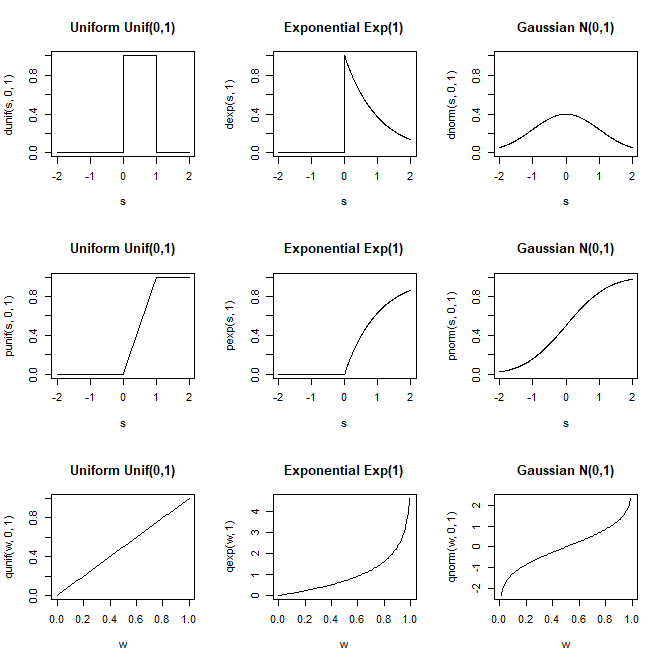 Uniform Unif(0,1)
dunif(s, 0, 1)
0.0 0.4 0.8
-2 -1 0 1 2
s
Exponential Exp(1)
dexp(s, 1)
0.0 0.4 0.8
-2 -1 0 1 2
s
Gaussian N(0,1)
dnorm(s, 0, 1)
0.0 0.4 0.8
-2 -1 0 1 2
s
Uniform Unif(0,1)
punif(s, 0, 1)
0.0 0.4 0.8
-2 -1 0 1 2
s
Exponential Exp(1)
pexp(s, 1)
0.0 0.4 0.8
-2 -1 0 1 2
s
Gaussian N(0,1)
pnorm(s, 0, 1)
0.0 0.4 0.8
-2 -1 0 1 2
s
Uniform Unif(0,1)
qunif(w, 0, 1)
0.0 0.4 0.8
0.0 0.2 0.4 0.6 0.8 1.0
w
Exponential Exp(1)
qexp(w, 1)
0 1 2 3 4
0.0 0.2 0.4 0.6 0.8 1.0
w
Gaussian N(0,1)
qnorm(w, 0, 1)
-2 -1 0 1 2
0.0 0.2 0.4 0.6 0.8 1.0
w